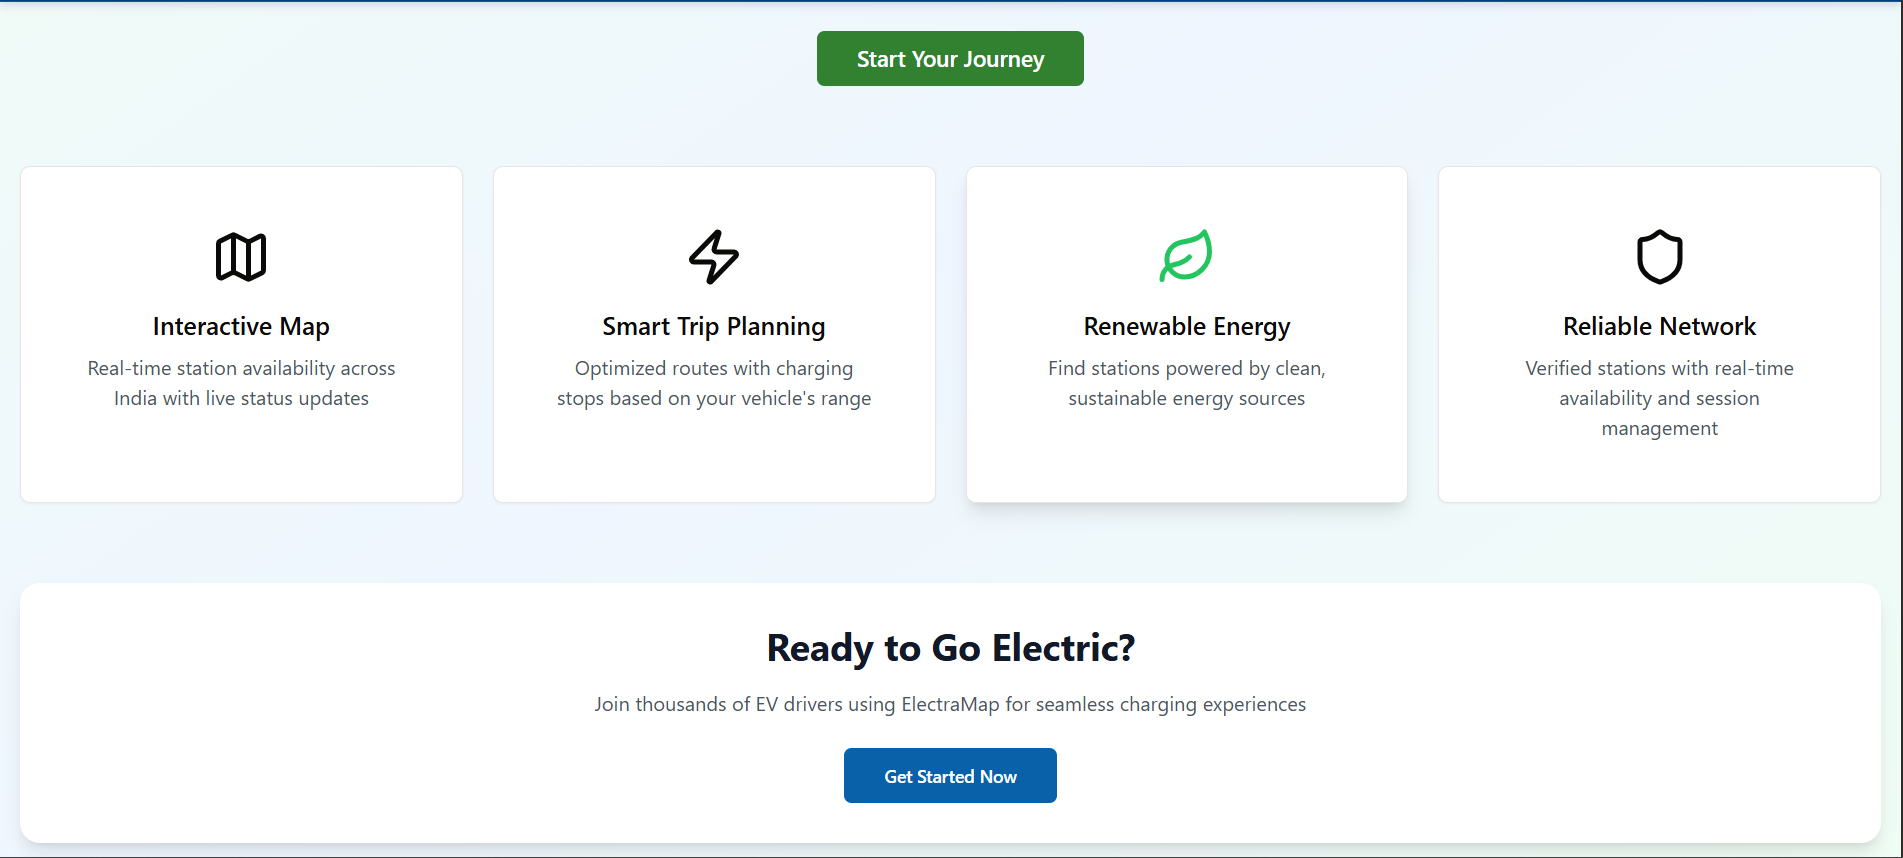 Start Your Journey
Interactive Map
Real-time station availability across
India with live status updates
Smart Trip Planning
Optimized routes with charging
stops based on your vehicle's range
Renewable Energy
Find stations powered by clean,
sustainable energy sources
Reliable Network
Verified stations with real-time
availability and session
management
Ready to Go Electric?
Join thousands of EV drivers using ElectraMap for seamless charging experiences
Get Started Now